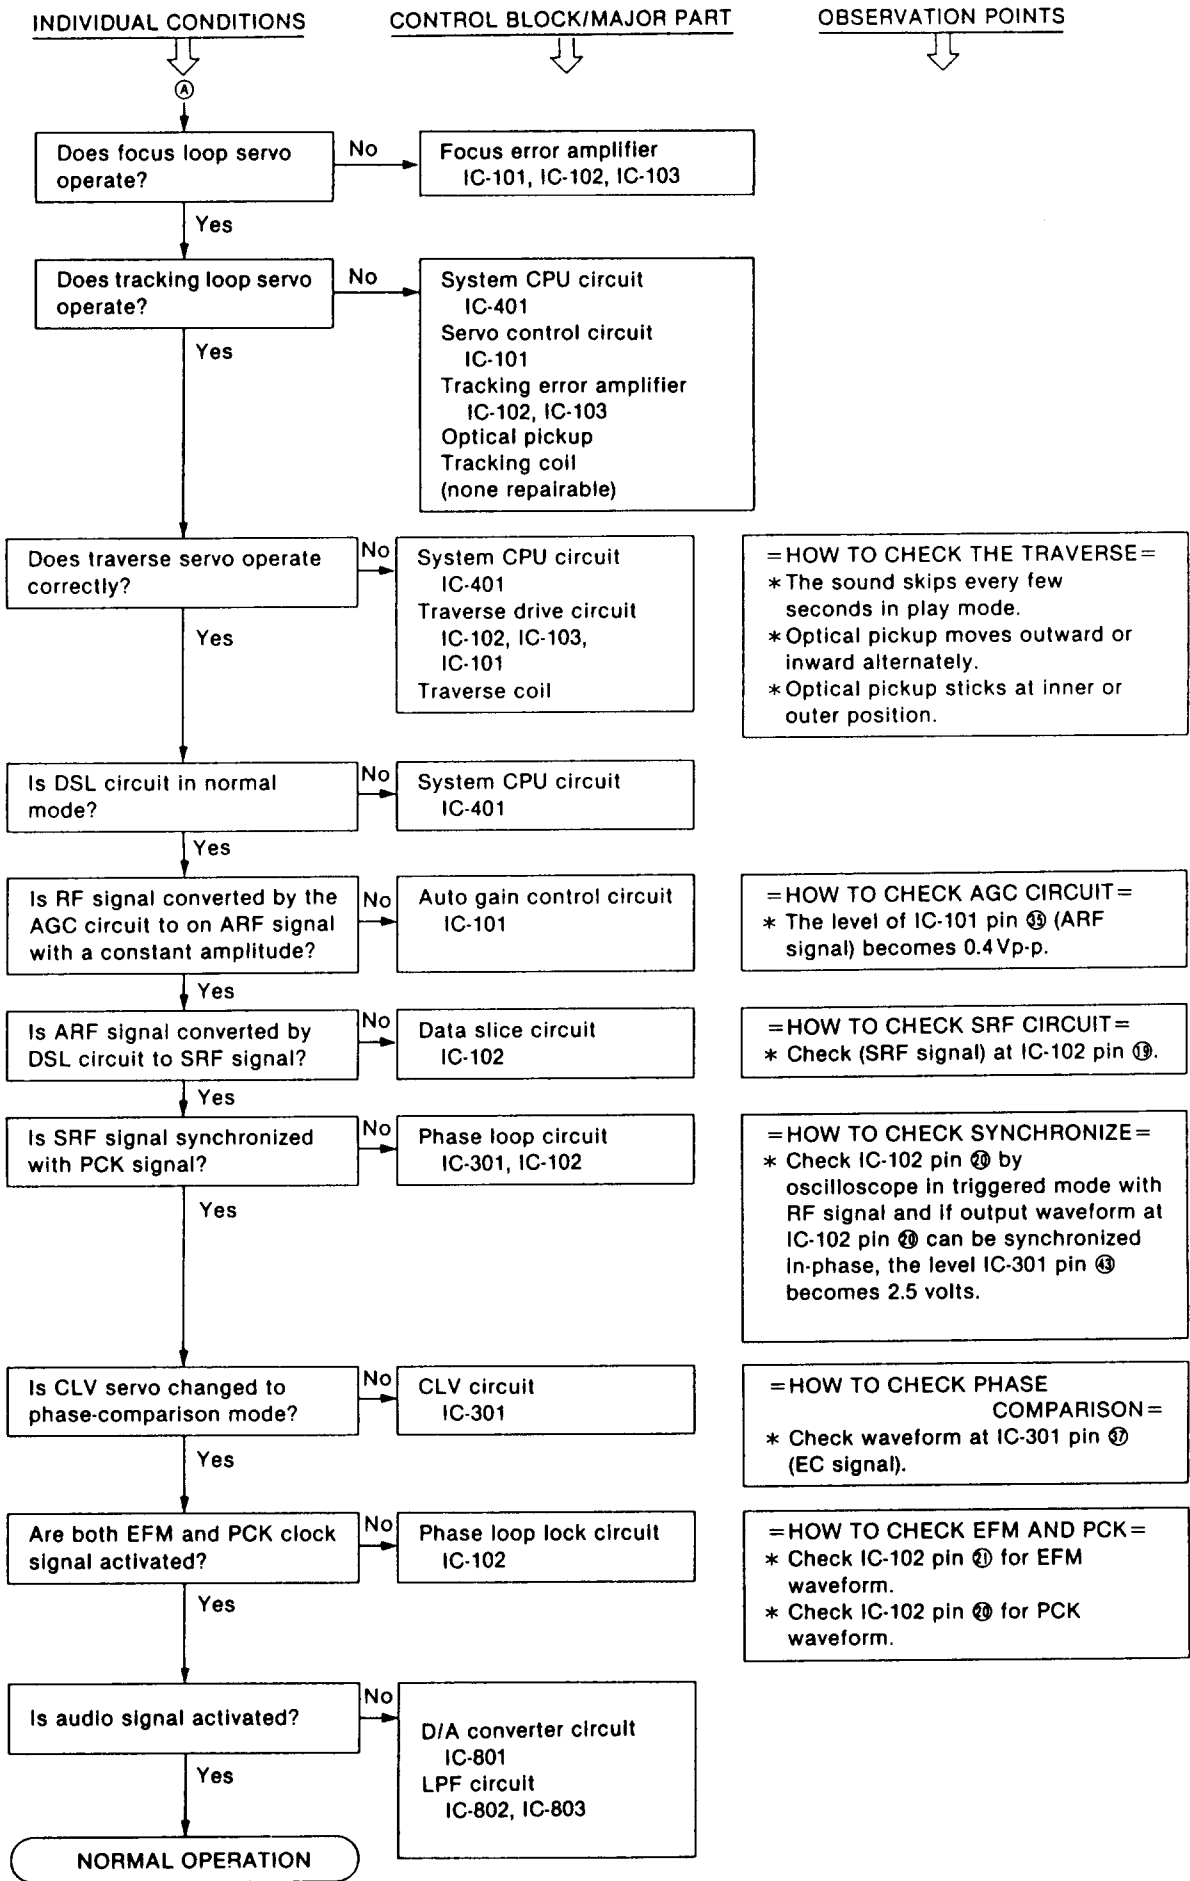 INDIVIDUAL CONDITIONS
CONTROL BLOCK/MAJOR PART
OBSERVATION POINTS
Ⓐ
Does focus loop servo
operate?
No
Focus error amplifier
IC-101, IC-102, IC-103
Yes
Does tracking loop servo
operate?
No
System CPU circuit
IC-401
Servo control circuit
IC-101
Tracking error amplifier
IC-102, IC-103
Optical pickup
Tracking coil
(none repairable)
Yes
Does traverse servo operate
correctly?
No
System CPU circuit
IC-401
Traverse drive circuit
IC-102, IC-103,
IC-101
Traverse coil
=HOW TO CHECK THE TRAVERSE=
* The sound skips every few
seconds in play mode.
* Optical pickup moves outward or
inward alternately.
* Optical pickup sticks at inner or
outer position.
Yes
Is DSL circuit in normal
mode?
No
System CPU circuit
IC-401
Yes
Is RF signal converted by the
AGC circuit to on ARF signal
with a constant amplitude?
No
Auto gain control circuit
IC-101
=HOW TO CHECK AGC CIRCUIT=
* The level of IC-101 pin ㉟ (ARF
signal) becomes 0.4Vp-p.
Yes
Is ARF signal converted by
DSL circuit to SRF signal?
No
Data slice circuit
IC-102
=HOW TO CHECK SRF CIRCUIT=
* Check (SRF signal) at IC-102 pin ⑲.
Yes
Is SRF signal synchronized
with PCK signal?
No
Phase loop circuit
IC-301, IC-102
=HOW TO CHECK SYNCHRONIZE=
* Check IC-102 pin ⑳ by
oscilloscope in triggered mode with
RF signal and if output waveform at
IC-102 pin ⑳ can be synchronized
in-phase, the level IC-301 pin ㊸
becomes 2.5 volts.
Yes
Is CLV servo changed to
phase-comparison mode?
No
CLV circuit
IC-301
=HOW TO CHECK PHASE
COMPARISON=
* Check waveform at IC-301 pin ㊲
(EC signal).
Yes
Are both EFM and PCK clock
signal activated?
No
Phase loop lock circuit
IC-102
=HOW TO CHECK EFM AND PCK=
* Check IC-102 pin ㉑ for EFM
waveform.
* Check IC-102 pin ⑳ for PCK
waveform.
Yes
Is audio signal activated?
No
D/A converter circuit
IC-801
LPF circuit
IC-802, IC-803
Yes
NORMAL OPERATION